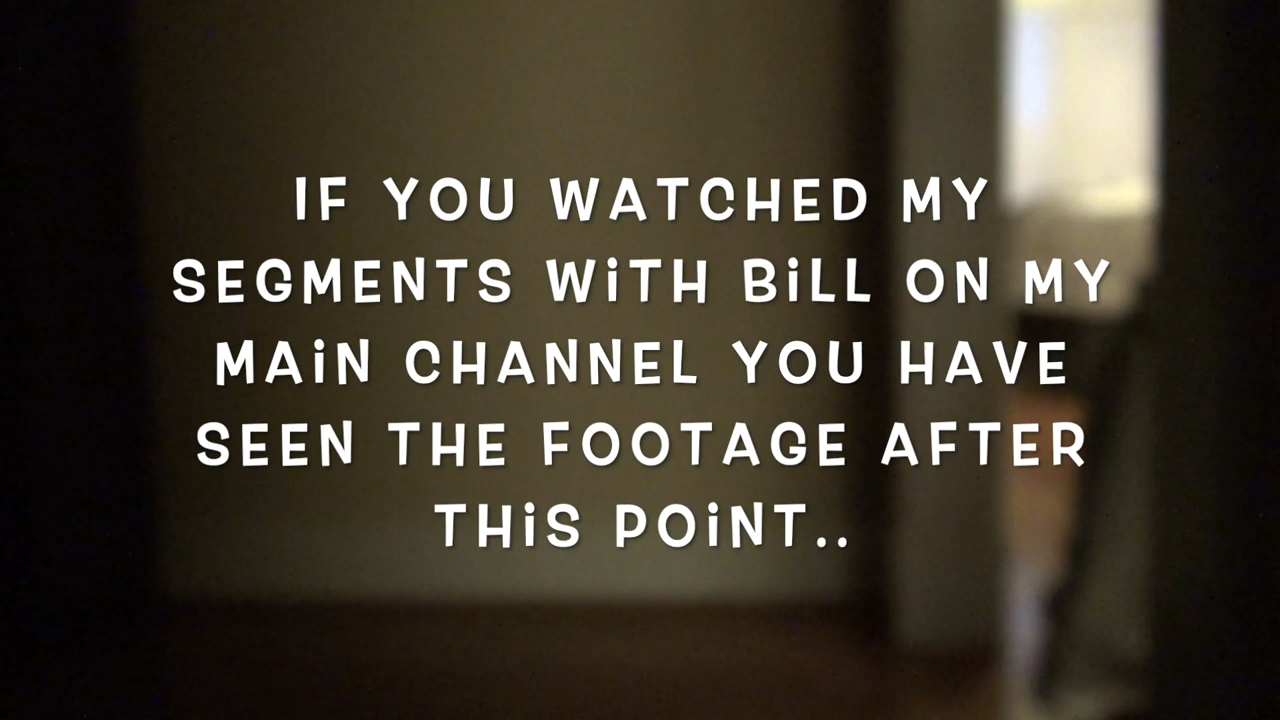 IF YOU WATCHED MY
SEGMENTS WiTH BiLL ON MY
MAiN CHANNEL YOU HAVE
SEEN THE FOOTAGE AFTER
THiS POiNT..